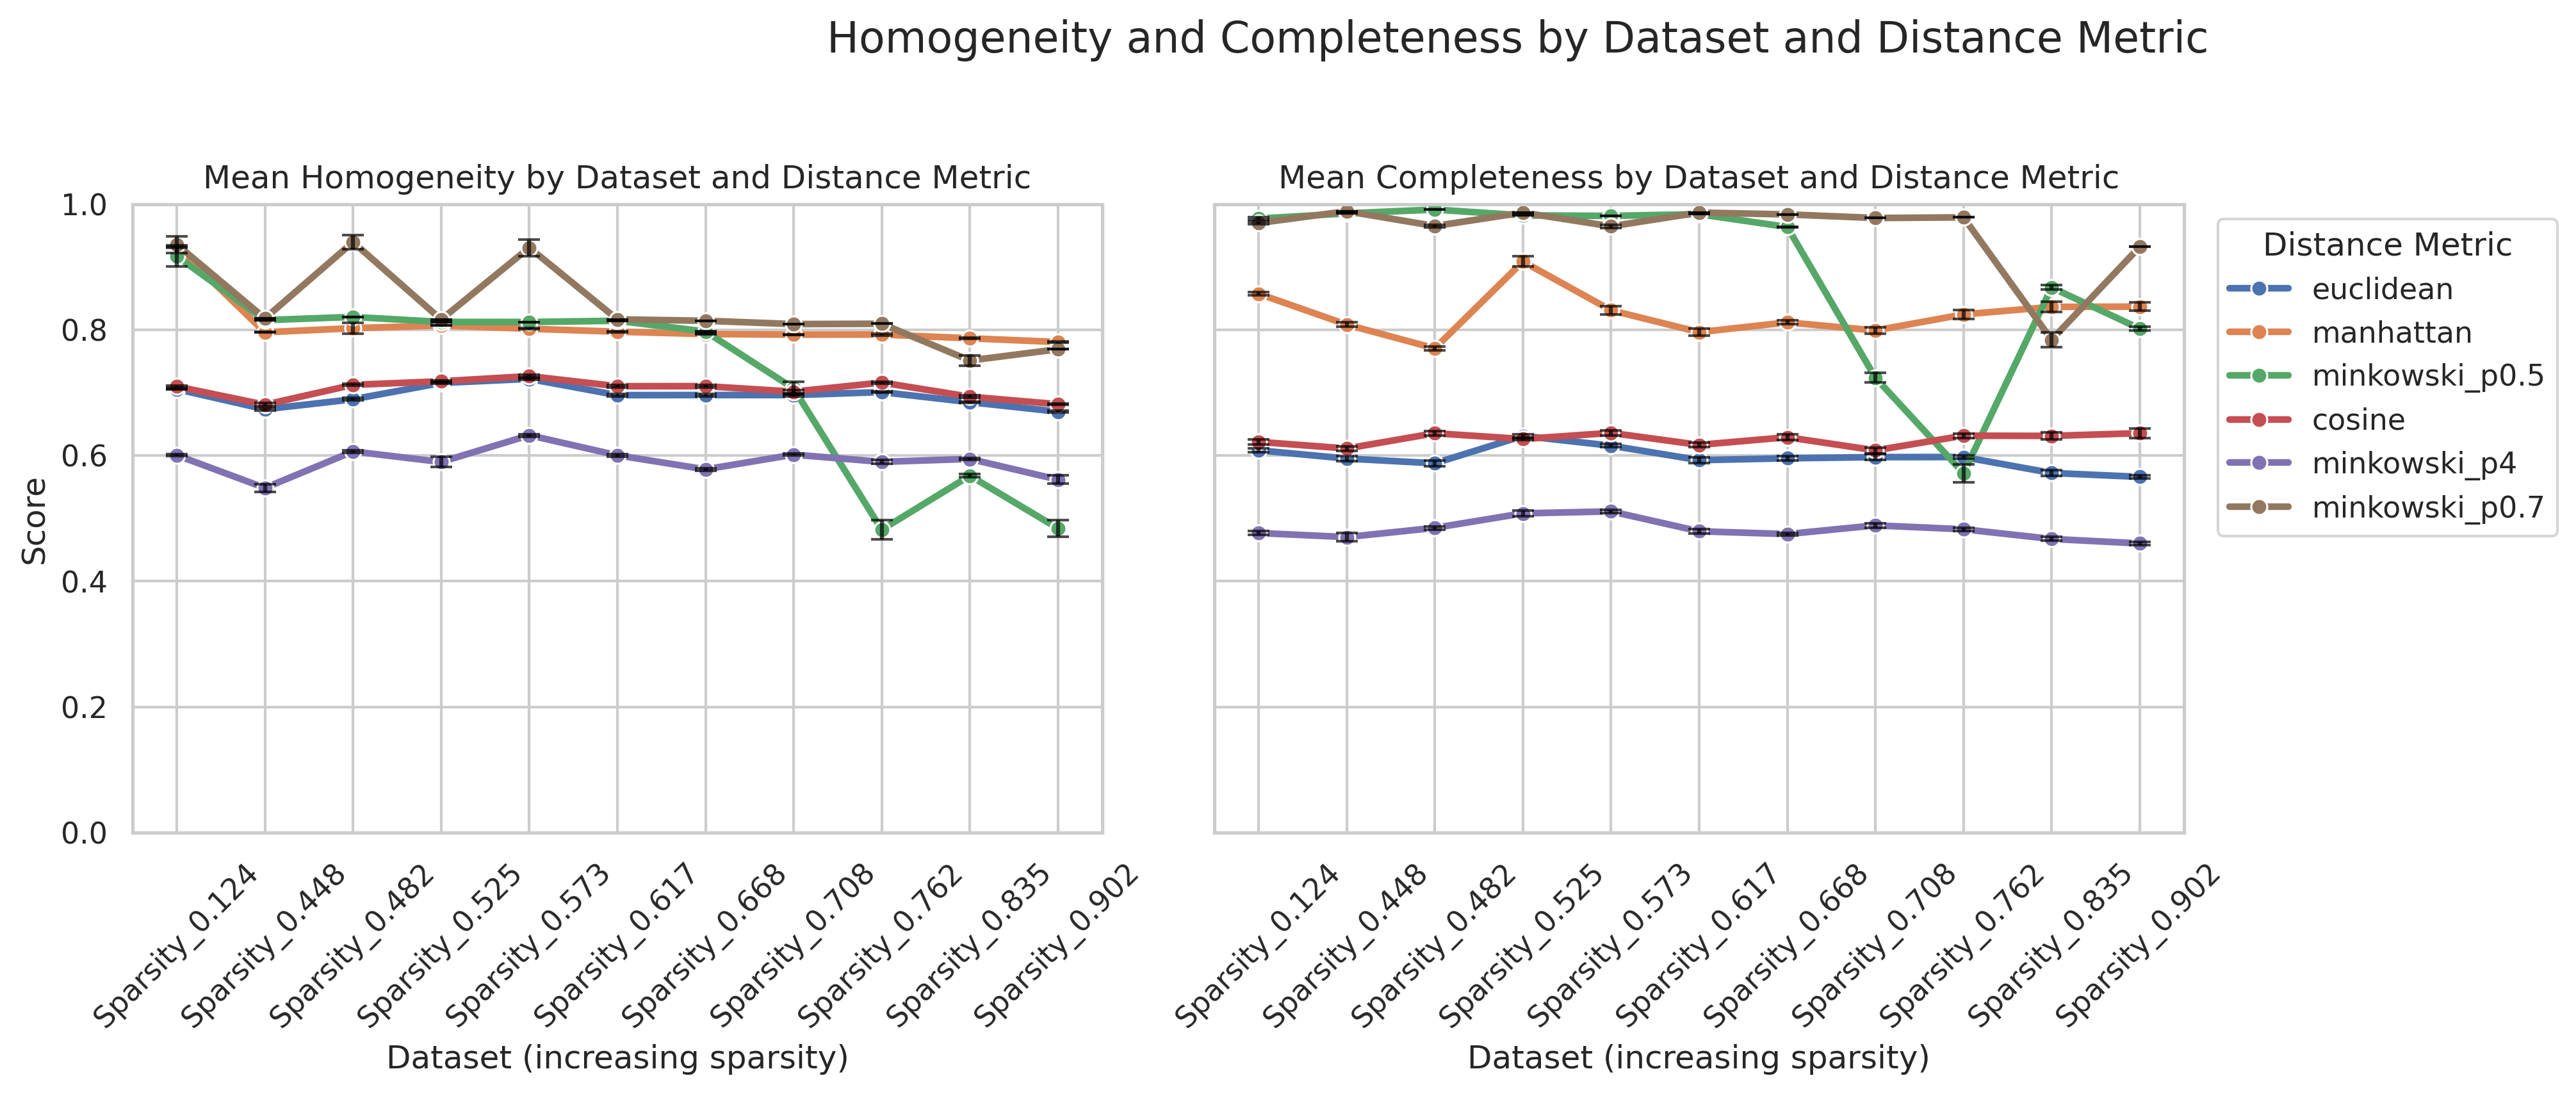 Homogeneity and Completeness by Dataset and Distance Metric
Mean Homogeneity by Dataset and Distance Metric
Score
1.0
0.8
0.6
0.4
0.2
0.0
Sparsity_0.124
Sparsity_0.448
Sparsity_0.482
Sparsity_0.525
Sparsity_0.573
Sparsity_0.617
Sparsity_0.668
Sparsity_0.708
Sparsity_0.762
Sparsity_0.835
Sparsity_0.902
Dataset (increasing sparsity)
Mean Completeness by Dataset and Distance Metric
Sparsity_0.124
Sparsity_0.448
Sparsity_0.482
Sparsity_0.525
Sparsity_0.573
Sparsity_0.617
Sparsity_0.668
Sparsity_0.708
Sparsity_0.762
Sparsity_0.835
Sparsity_0.902
Dataset (increasing sparsity)
Distance Metric
euclidean
manhattan
minkowski_p0.5
cosine
minkowski_p4
minkowski_p0.7